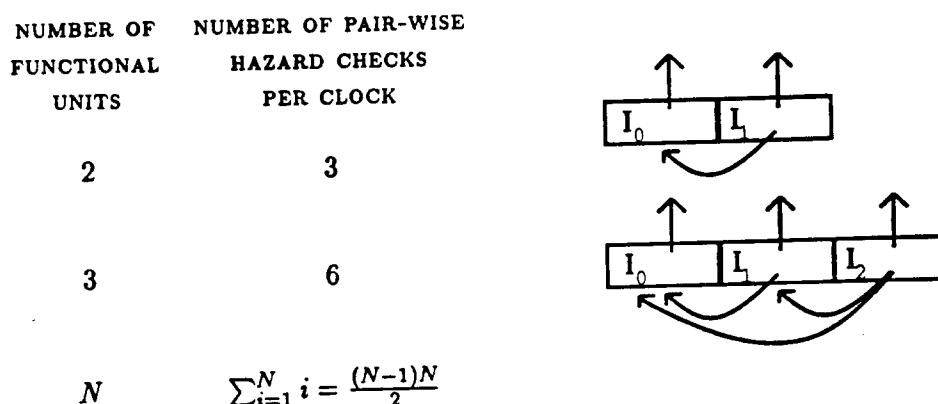 NUMBER OF NUMBER OF PAIR-WISE
FUNCTIONAL HAZARD CHECKS
UNITS PER CLOCK
I₀ I₁
2 3
3 6
I₀ I₁ I₂
N ∑_{i=1}^{N} i = \frac{(N-1)N}{2}